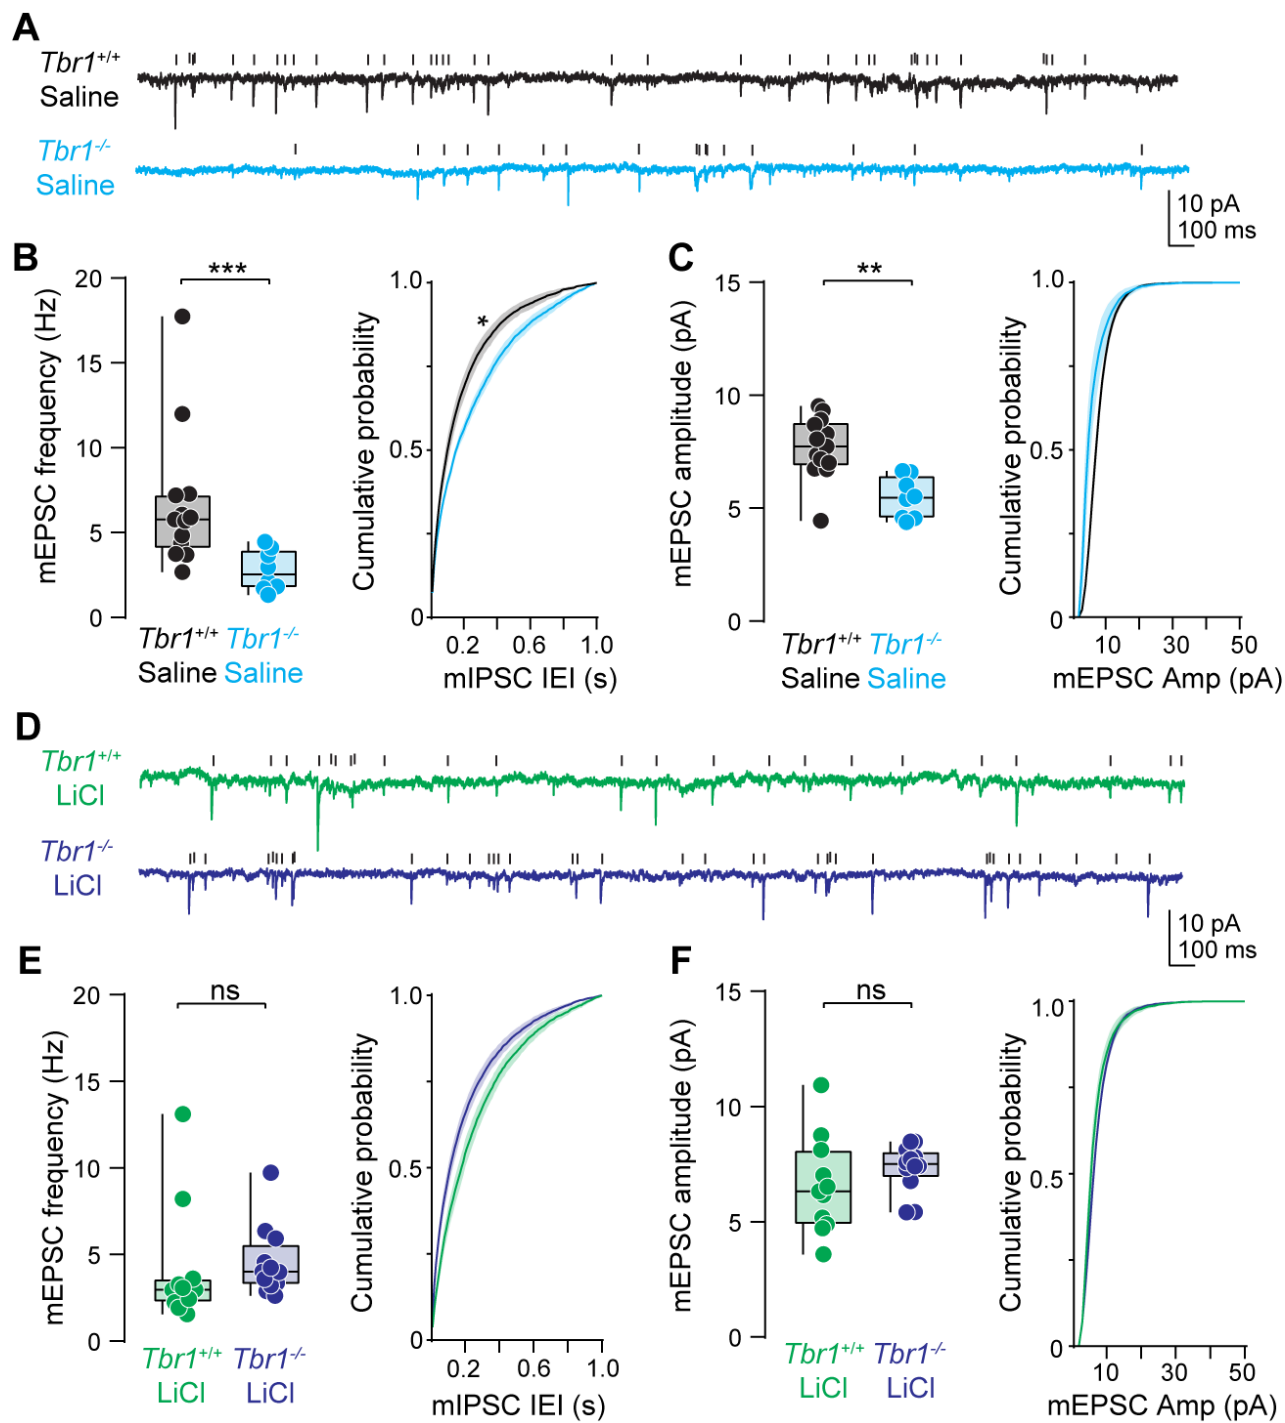 A
Tbr1+/+
Saline
Tbr1-/-
Saline
10 pA
100 ms
B
***
mEPSC frequency (Hz)
20
15
10
5
0
Tbr1+/+ Tbr1-/-
Saline Saline
Cumulative probability
1.0
0.5
0
*
0.2 0.6 1.0
mIPSC IEI (s)
C
**
mEPSC amplitude (pA)
15
10
5
0
Tbr1+/+ Tbr1-/-
Saline Saline
Cumulative probability
1.0
0.5
0
10 30 50
mEPSC Amp (pA)
D
Tbr1+/+
LiCl
Tbr1-/-
LiCl
10 pA
100 ms
E
ns
mEPSC frequency (Hz)
20
15
10
5
0
Tbr1+/+ Tbr1-/-
LiCl LiCl
Cumulative probability
1.0
0.5
0
0.2 0.6 1.0
mIPSC IEI (s)
F
ns
mEPSC amplitude (pA)
15
10
5
0
Tbr1+/+ Tbr1-/-
LiCl LiCl
Cumulative probability
1.0
0.5
0
10 30 50
mEPSC Amp (pA)